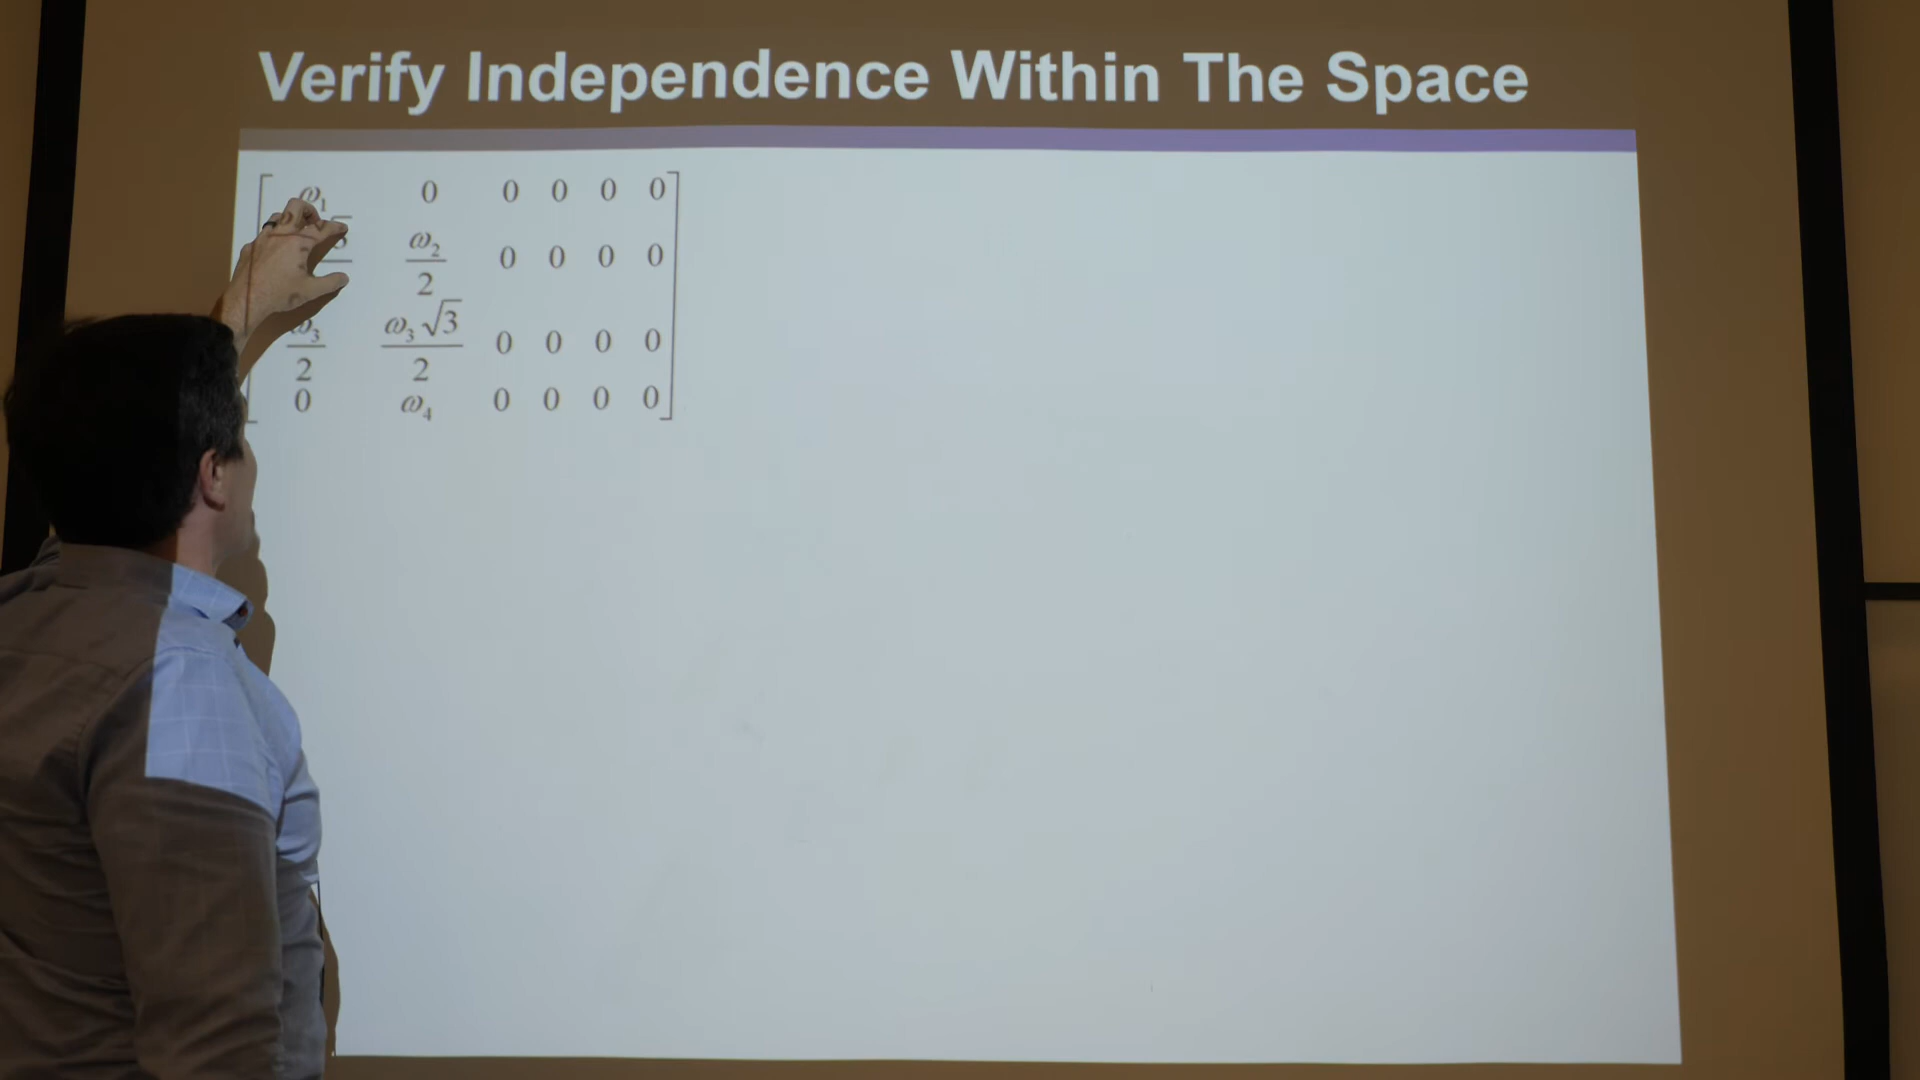 Verify Independence Within The Space
ω₁ 0 0 0 0 0
ω₂/2 0 0 0 0
ω₃/2 ω₃√3/2 0 0 0 0
0 ω₄ 0 0 0 0